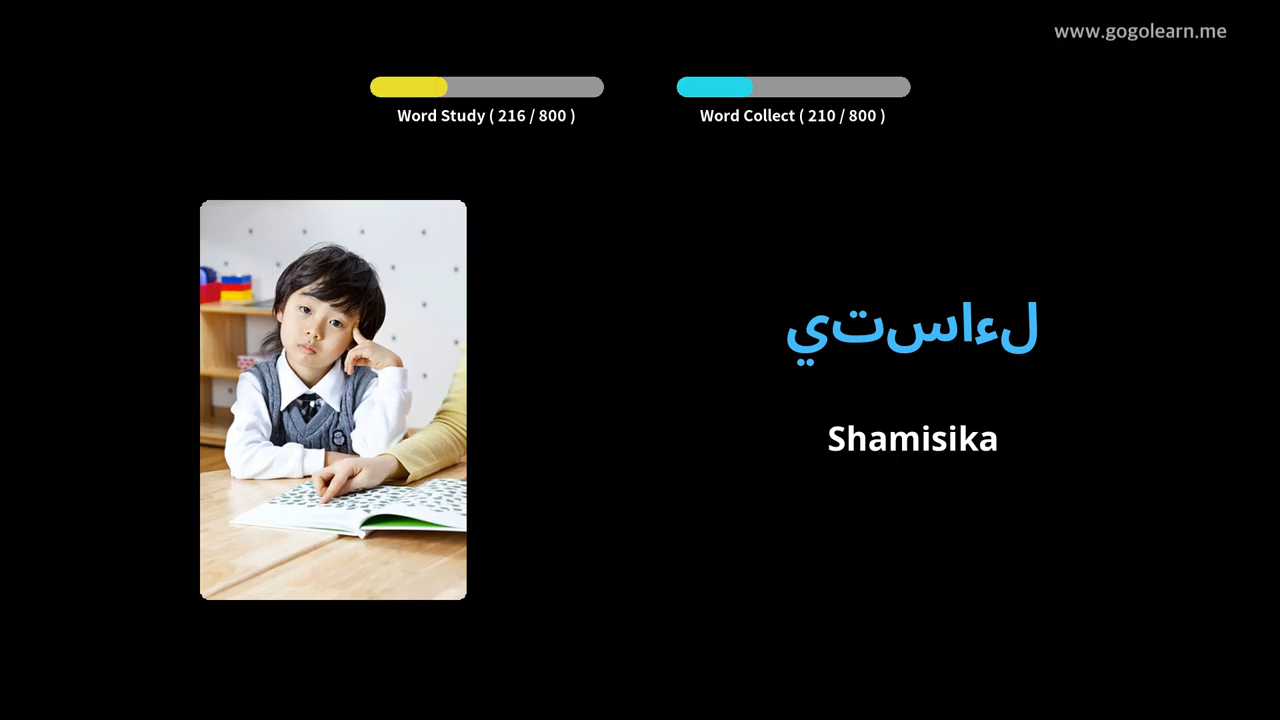 www.gogolearn.me
Word Study ( 216 / 800 )
Word Collect ( 210 / 800 )
يتساءل
Shamisika